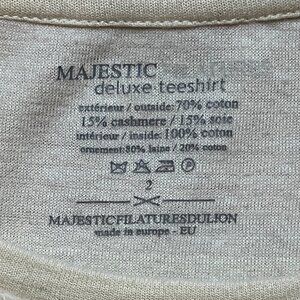 MAJESTIC
deluxe teeshirt
extérieur / outside: 70% coton
15% cashmere / 15% soie
intérieur / inside: 100% coton
ornement: 80% laine / 20% coton
2
MAJESTICFILATURESDULION
made in europe - EU